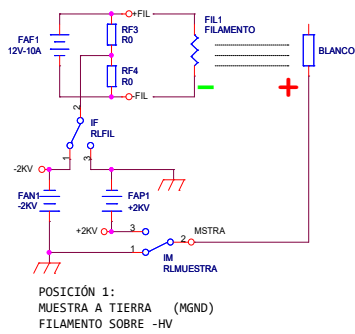 +FIL
FAF1
12V-10A
RF3
R0
FIL1
FILAMENTO
BLANCO
RF4
R0
-FIL
2
IF
RLFIL
1
3
-2KV
FAN1
-2KV
FAP1
+2KV
+2KV
3
2
MSTRA
1
IM
RLMUESTRA
POSICIÓN 1:
MUESTRA A TIERRA (MGND)
FILAMENTO SOBRE -HV